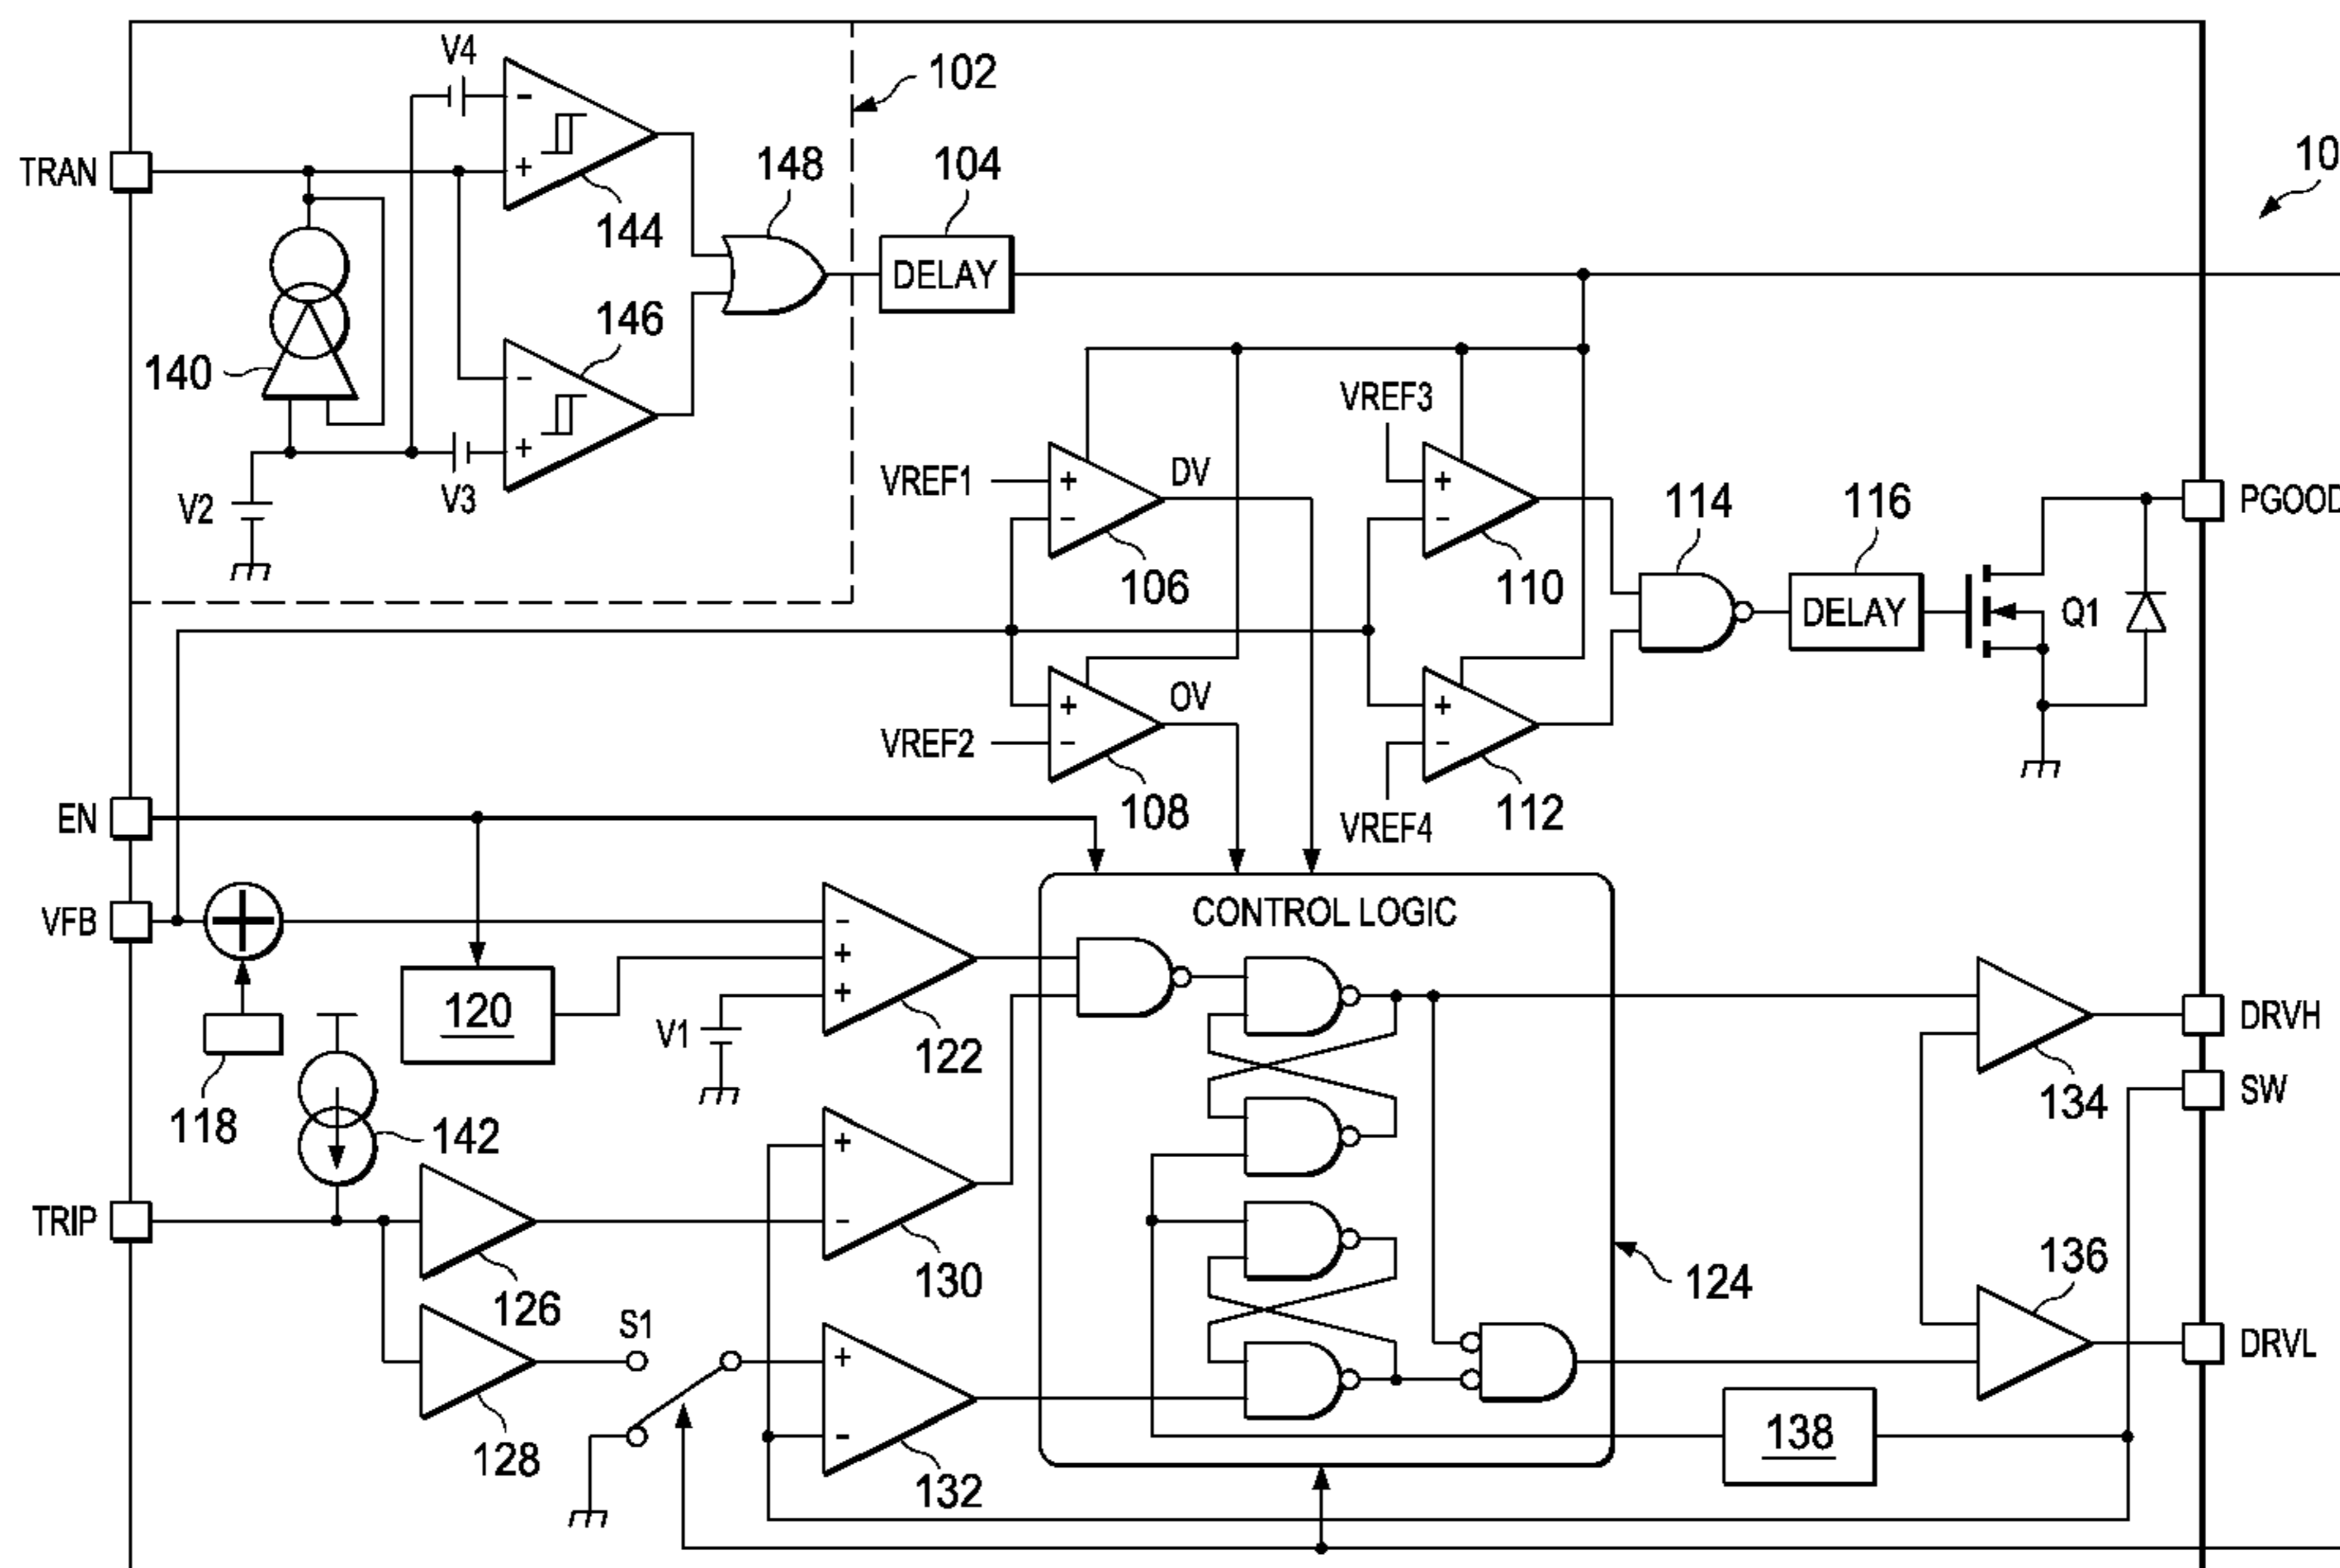 V4
102
TRAN
148
104
10
144
DELAY
146
140
VREF3
VREF1
DV
V2
V3
114
116
PGOOD
106
110
DELAY
Q1
OV
VREF2
EN
108
VREF4
112
VFB
CONTROL LOGIC
120
V1
122
DRVH
118
142
134
SW
TRIP
130
124
136
126
S1
DRVL
128
132
138
+
-